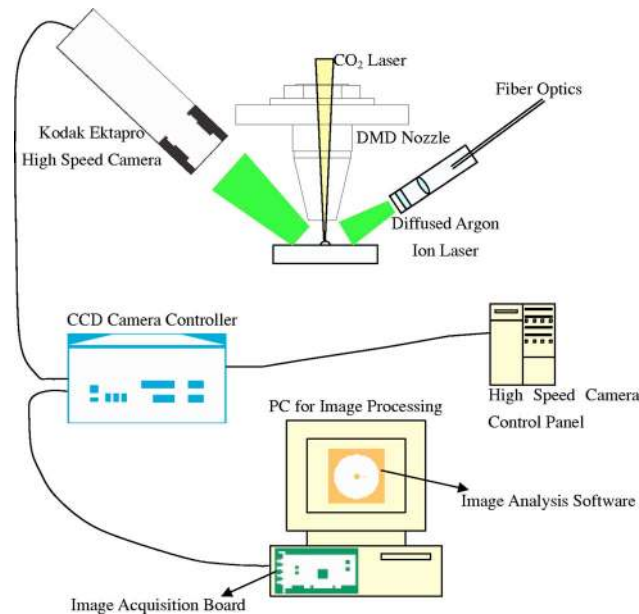 CO₂ Laser
Fiber Optics
Kodak Ektapro
High Speed Camera
DMD Nozzle
Diffused Argon
Ion Laser
CCD Camera Controller
High Speed Camera
Control Panel
PC for Image Processing
Image Analysis Software
Image Acquisition Board